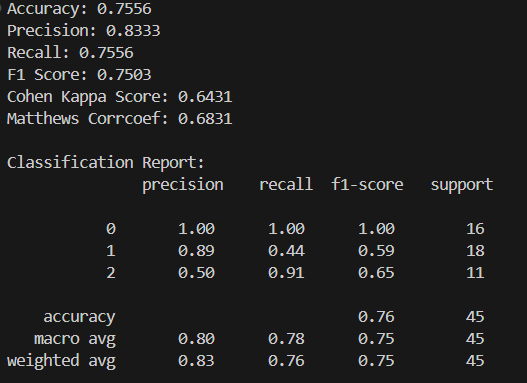 Accuracy: 0.7556
Precision: 0.8333
Recall: 0.7556
F1 Score: 0.7503
Cohen Kappa Score: 0.6431
Matthews Corrcoef: 0.6831
Classification Report:
precision recall f1-score support
0 1.00 1.00 1.00 16
1 0.89 0.44 0.59 18
2 0.50 0.91 0.65 11
accuracy 0.76 45
macro avg 0.80 0.78 0.75 45
weighted avg 0.83 0.76 0.75 45